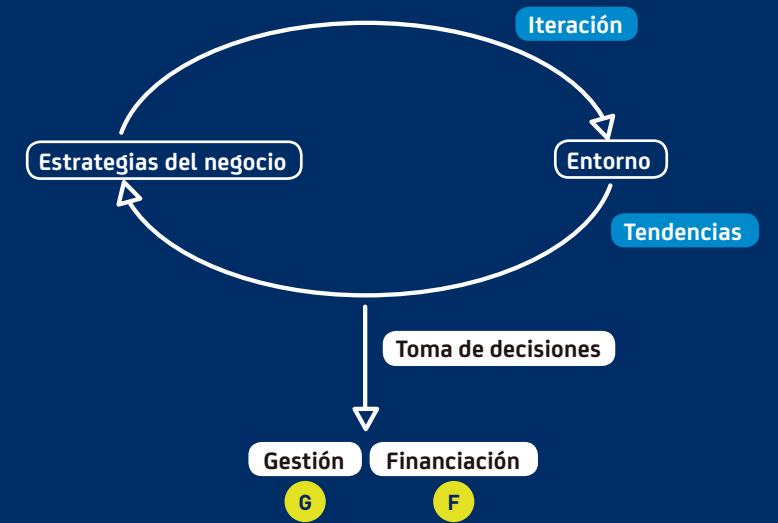 Iteración
Estrategias del negocio
Entorno
Tendencias
Toma de decisiones
Gestión
Financiación
G
F